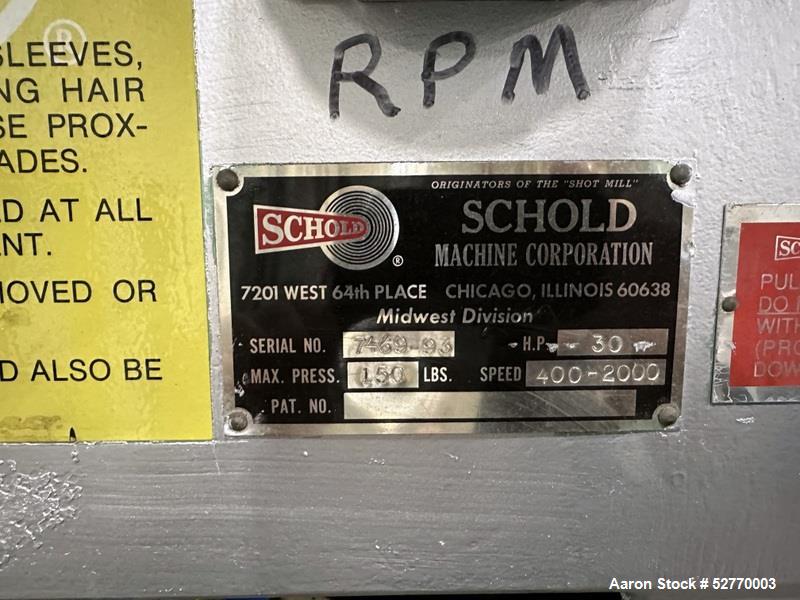 RPM
SLEEVES,
NG HAIR
SE PROX-
ADES.
D AT ALL
ENT.
MOVED OR
D ALSO BE
ORIGINATORS OF THE "SHOT MILL"
SCHOLD ®
SCHOLD
MACHINE CORPORATION
7201 WEST 64th PLACE CHICAGO, ILLINOIS 60638
Midwest Division
SERIAL NO. 7469-93 H.P. 30
MAX. PRESS. 150 LBS. SPEED 400-2000
PAT. NO.
SC
PUL
DO
WITH
(PRO
DOW
Aaron Stock # 52770003